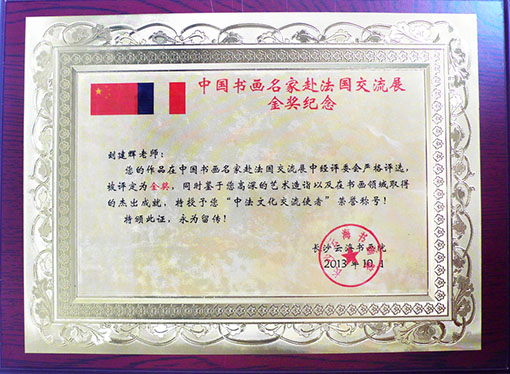 中国书画名家赴法国交流展
金奖纪念
刘建辉老师：
您的作品在中国书画名家赴法国交流展中经评委会严格评选，
被评定为金奖，同时鉴于您高深的艺术造诣以及在书画领域取得
的杰出成就，特授予您“中法文化交流使者”荣誉称号！
特颁此证，永为留传！
长沙云海书画院
2013年10月